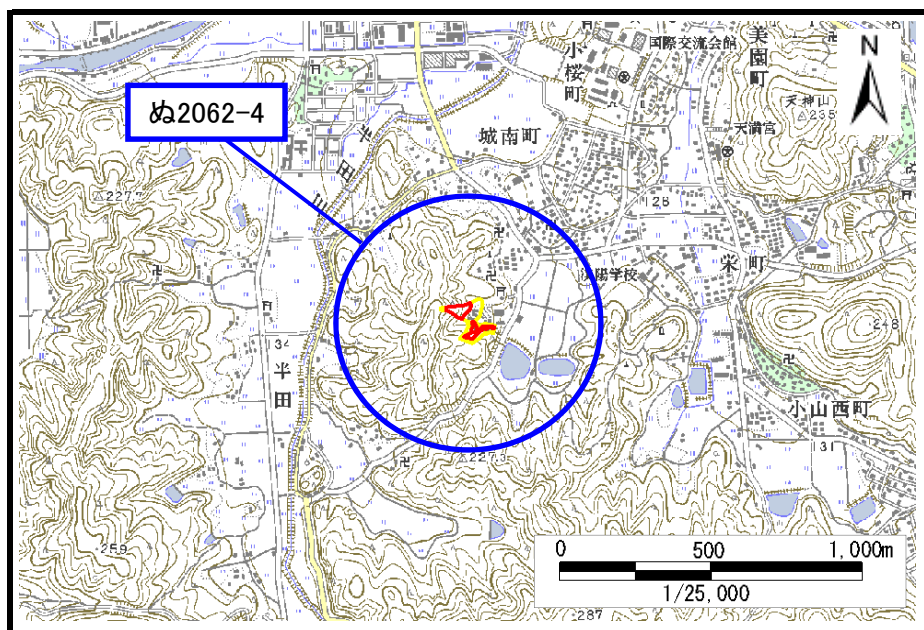 国際交流会館
小桜町
美園町
N
ぬ2062-4
天神山
235
天満宮
城南町
半田山
227
128
栄町
陽学校
134
半田
248
小山西町
131
227
259
287
0 500 1,000m
1/25,000